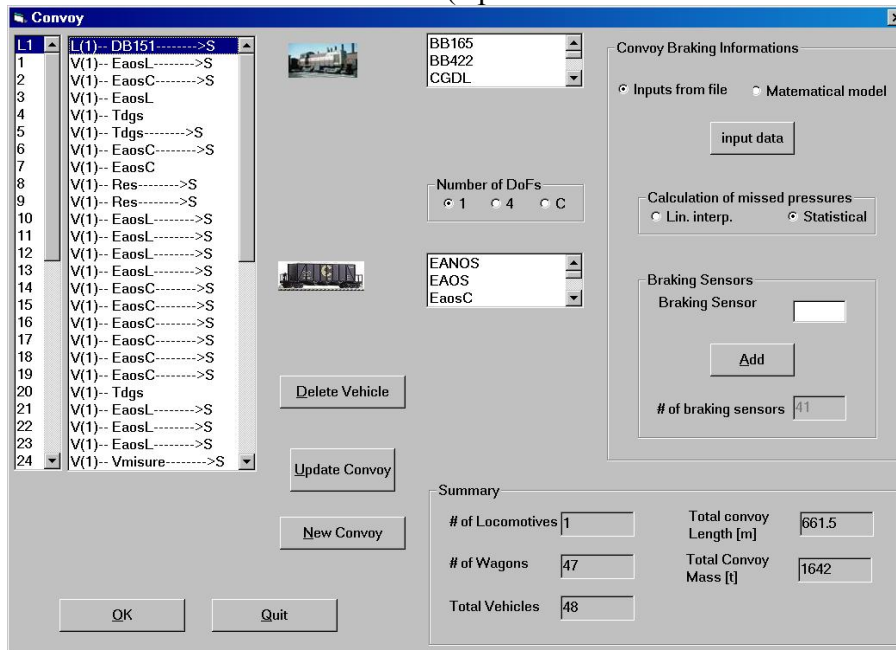 Convoy
L1 L(1)-- DB151-------->S
1 V(1)-- EaosL-------->S
2 V(1)-- EaosC-------->S
3 V(1)-- EaosL
4 V(1)-- Tdgs
5 V(1)-- Tdgs-------->S
6 V(1)-- EaosC-------->S
7 V(1)-- EaosC
8 V(1)-- Res-------->S
9 V(1)-- Res-------->S
10 V(1)-- EaosL-------->S
11 V(1)-- EaosL-------->S
12 V(1)-- EaosL-------->S
13 V(1)-- EaosL-------->S
14 V(1)-- EaosC-------->S
15 V(1)-- EaosC-------->S
16 V(1)-- EaosC-------->S
17 V(1)-- EaosC-------->S
18 V(1)-- EaosC-------->S
19 V(1)-- EaosC-------->S
20 V(1)-- Tdgs
21 V(1)-- EaosL-------->S
22 V(1)-- EaosL-------->S
23 V(1)-- EaosL-------->S
24 V(1)-- Vmisure-------->S
BB165
BB422
CGDL
Number of DoFs
1 4 C
EANOS
EAOS
EaosC
Delete Vehicle
Update Convoy
New Convoy
OK Quit
Convoy Braking Informations
Inputs from file Matematical model
input data
Calculation of missed pressures
Lin. interp. Statistical
Braking Sensors
Braking Sensor
Add
# of braking sensors 41
Summary
# of Locomotives 1
# of Wagons 47
Total Vehicles 48
Total convoy
Length [m] 661.5
Total Convoy
Mass [t] 1642